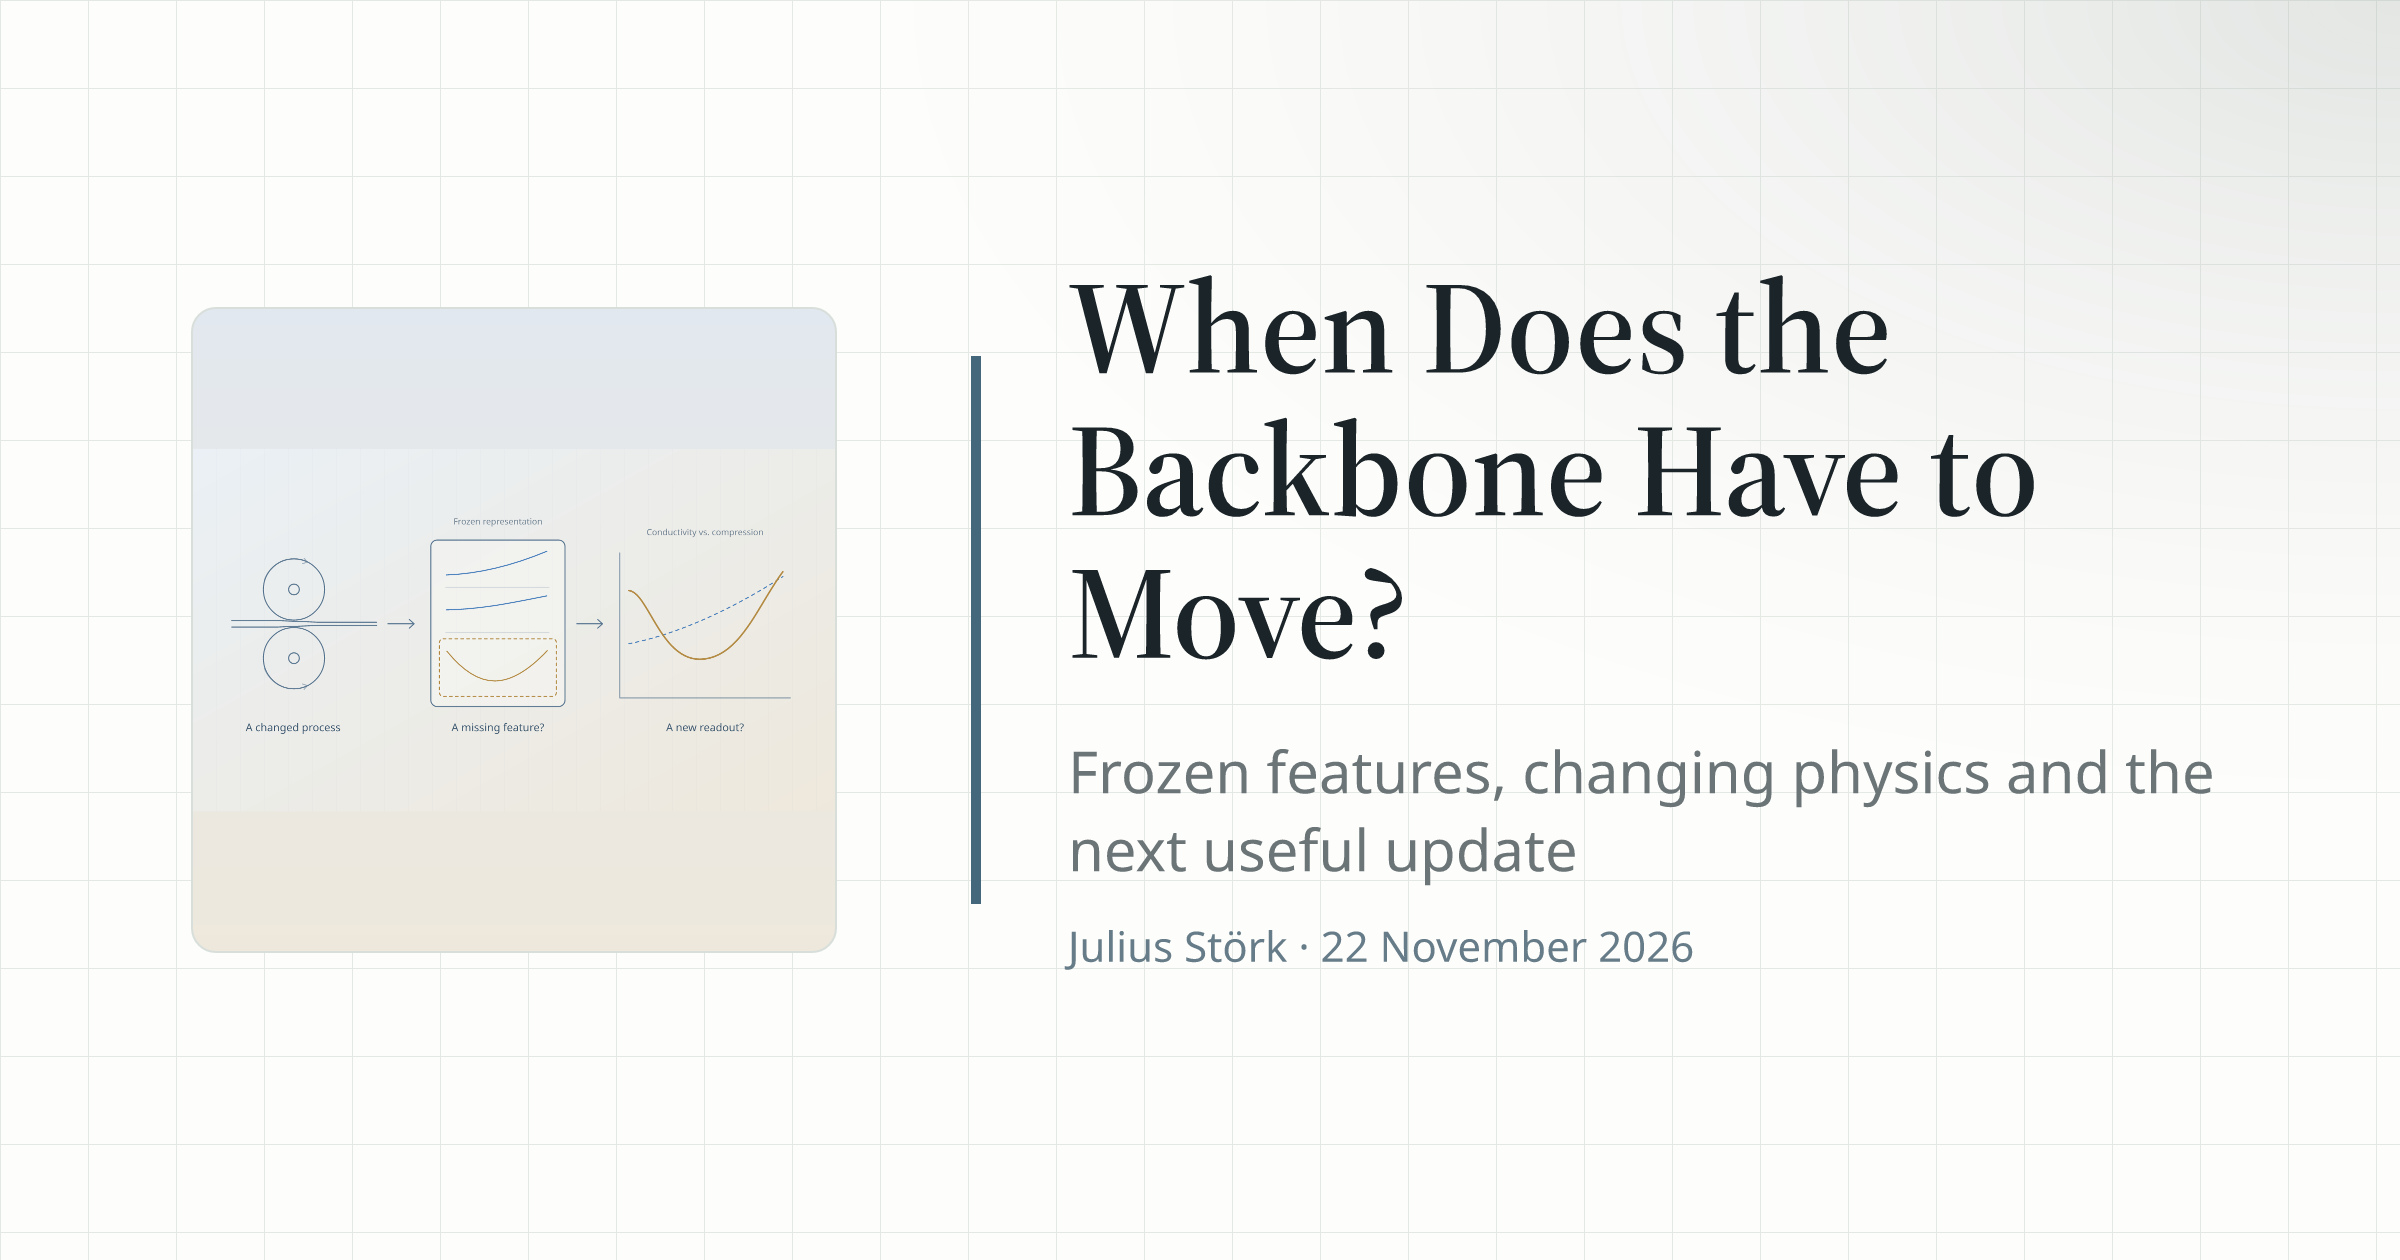 Frozen representation
Conductivity vs. compression
A changed process
A missing feature?
A new readout?
When Does the
Backbone Have to
Move?
Frozen features, changing physics and the
next useful update
Julius Störk · 22 November 2026